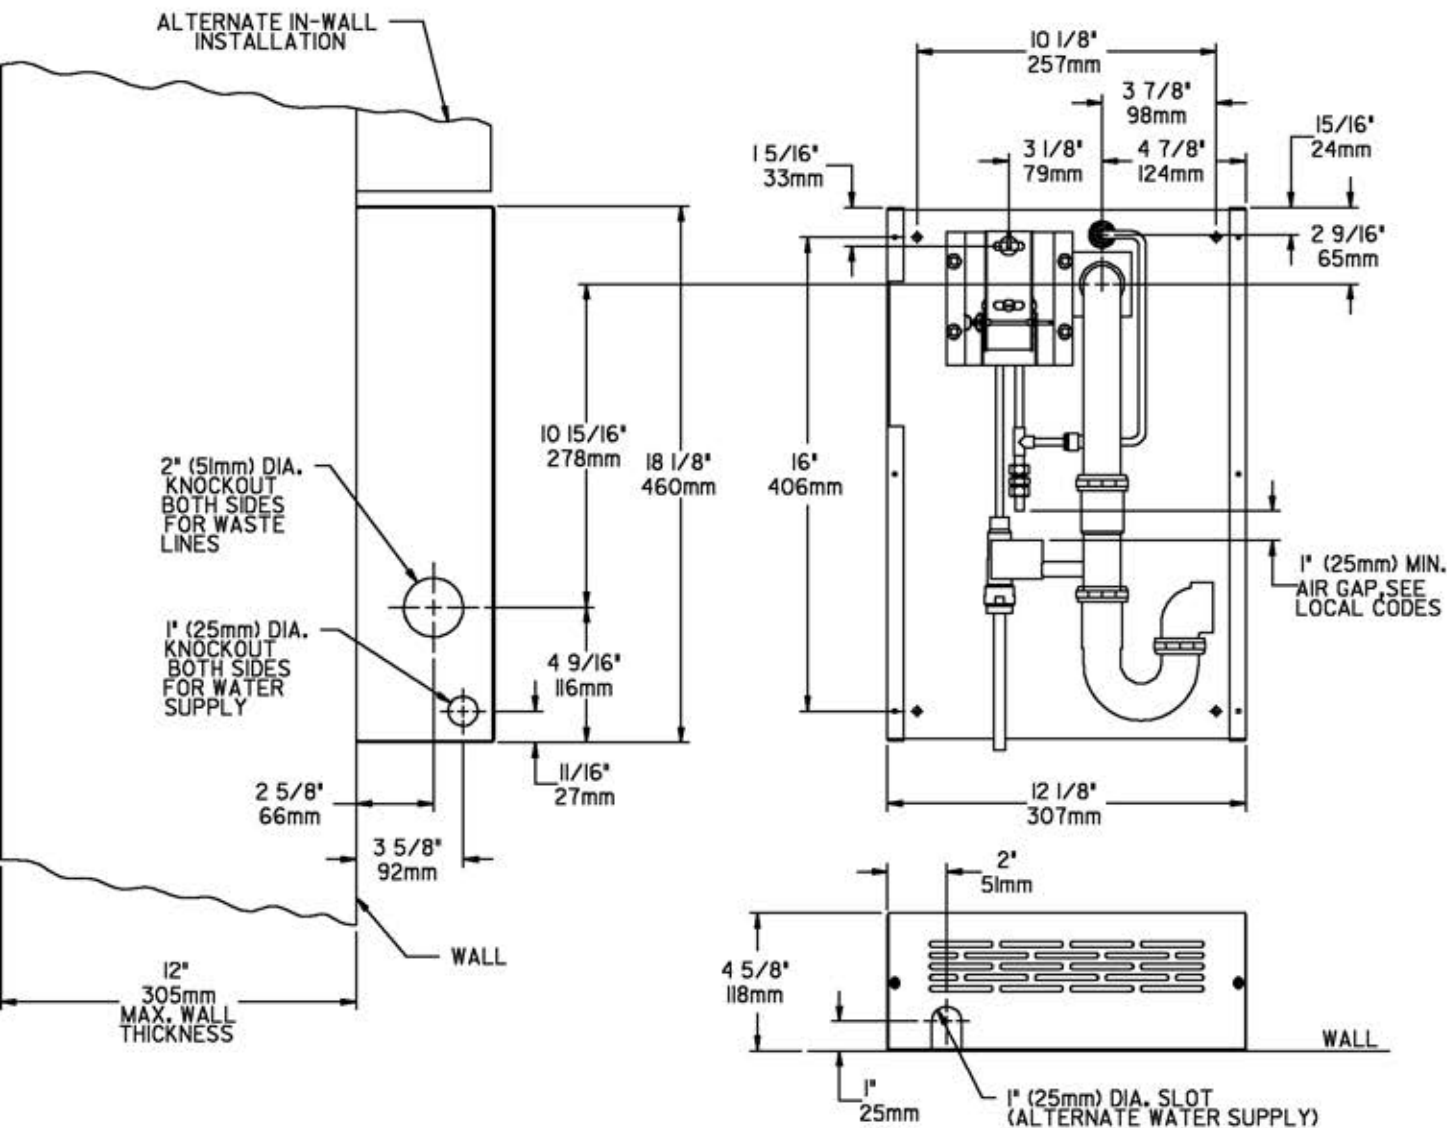 ALTERNATE IN-WALL
INSTALLATION
10 1/8"
257mm
3 7/8"
98mm
15/16"
24mm
1 5/16"
33mm
3 1/8"
79mm
4 7/8"
124mm
2 9/16"
65mm
10 15/16"
278mm
18 1/8"
460mm
16"
406mm
2" (51mm) DIA.
KNOCKOUT
BOTH SIDES
FOR WASTE
LINES
1" (25mm) MIN.
AIR GAP,SEE
LOCAL CODES
1" (25mm) DIA.
KNOCKOUT
BOTH SIDES
FOR WATER
SUPPLY
4 9/16"
116mm
11/16"
27mm
2 5/8"
66mm
3 5/8"
92mm
12 1/8"
307mm
2"
51mm
WALL
12"
305mm
MAX. WALL
THICKNESS
4 5/8"
118mm
WALL
1"
25mm
1" (25mm) DIA. SLOT
(ALTERNATE WATER SUPPLY)